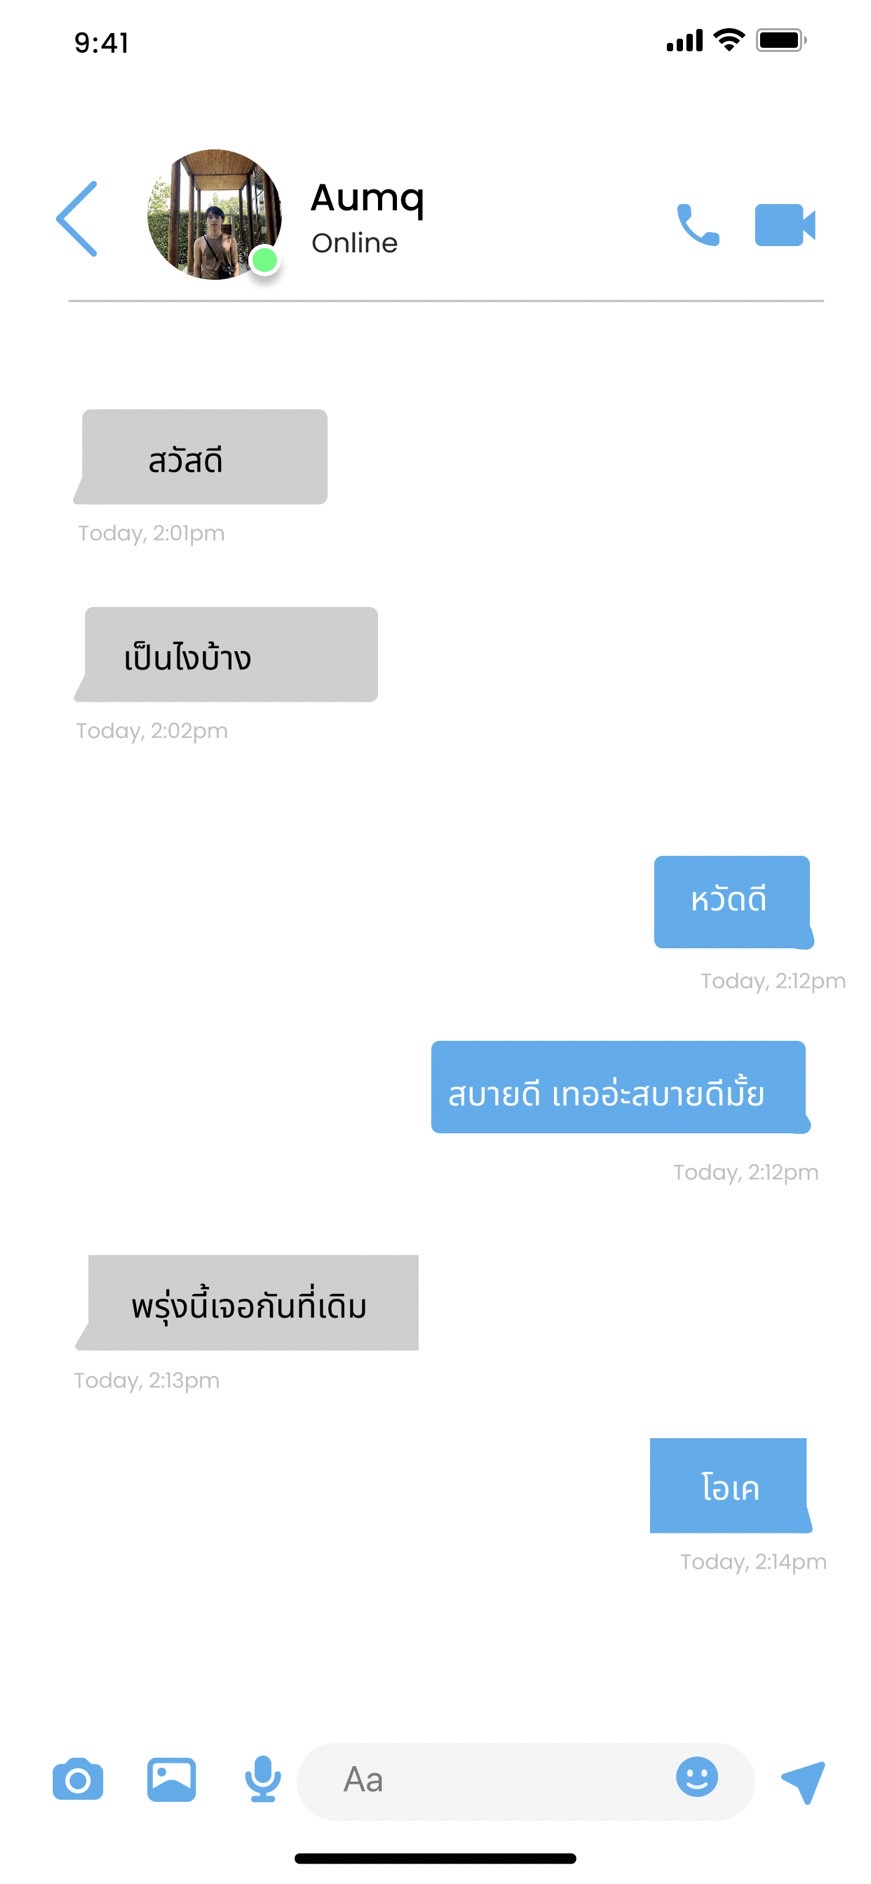 9:41
Aumq
Online
สวัสดี
Today, 2:01pm
เป็นไงบ้าง
Today, 2:02pm
หวัดดี
Today, 2:12pm
สบายดี เทออ่ะสบายดีมั้ย
Today, 2:12pm
พรุ่งนี้เจอกันที่เดิม
Today, 2:13pm
โอเค
Today, 2:14pm
Aa